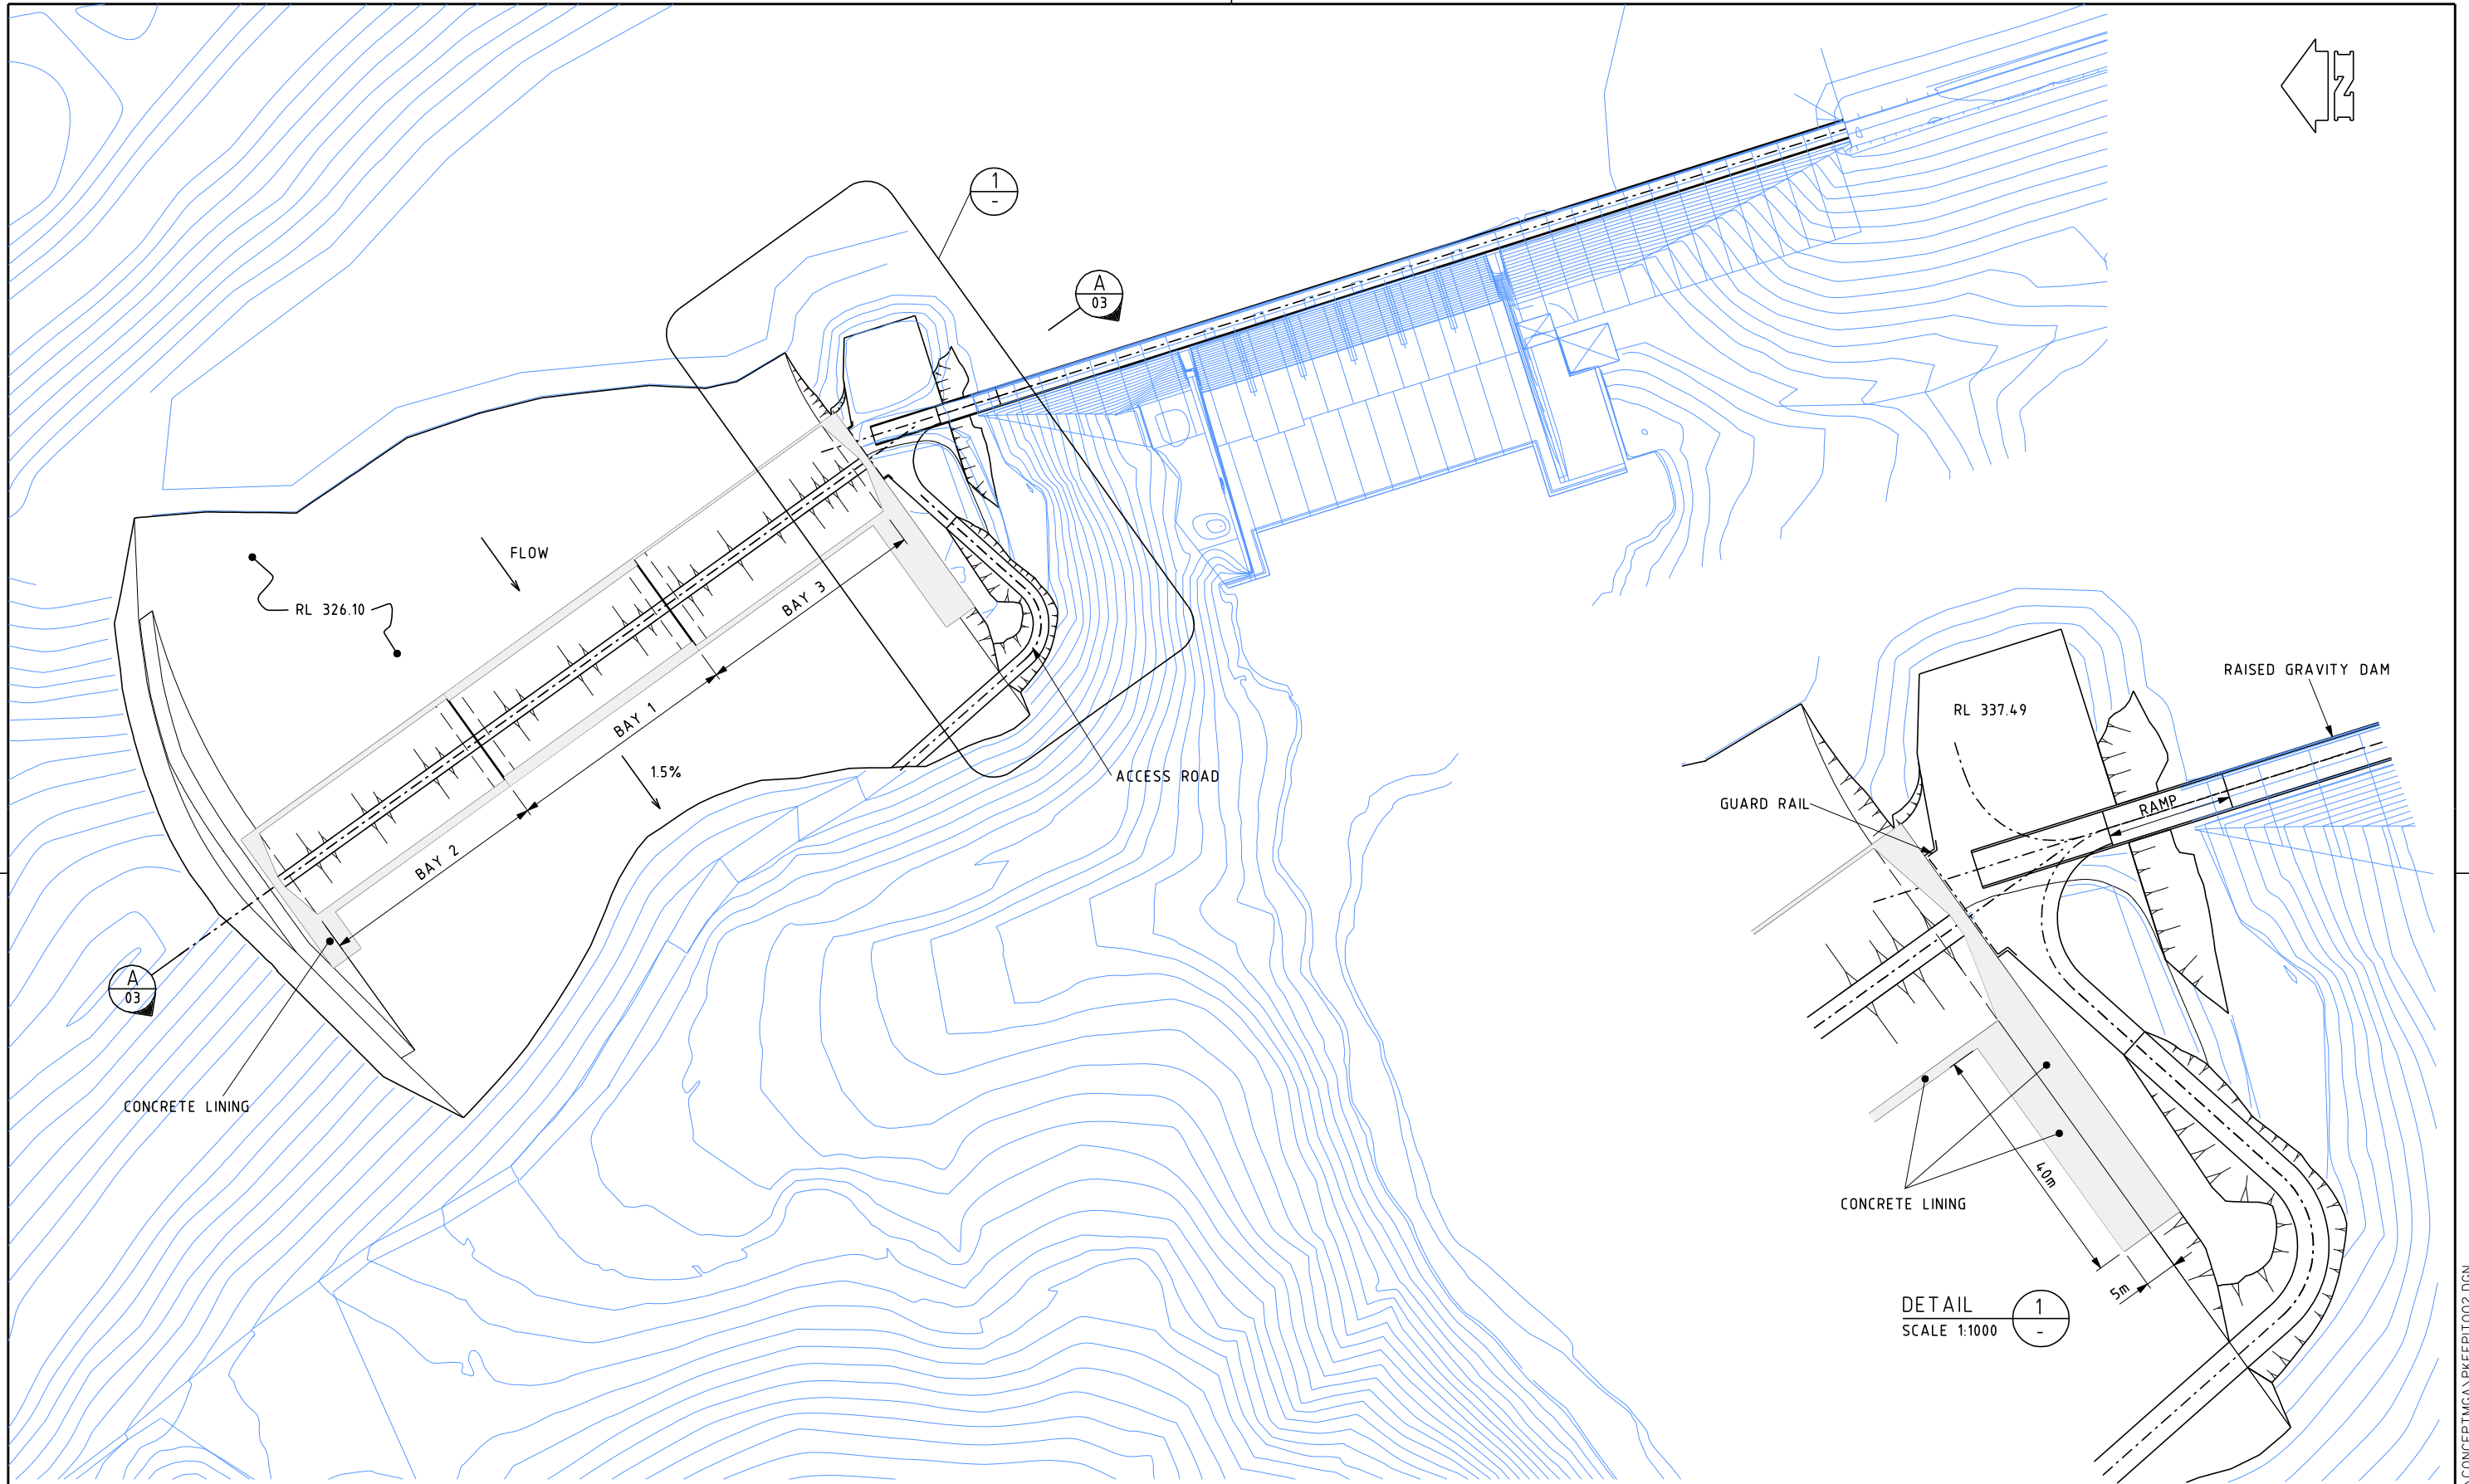 N
1
-
A
03
FLOW
RL 326.10
BAY 3
BAY 1
1.5%
BAY 2
ACCESS ROAD
A
03
CONCRETE LINING
RAISED GRAVITY DAM
RL 337.49
GUARD RAIL
RAMP
CONCRETE LINING
40m
5m
DETAIL
SCALE 1:1000
1
-